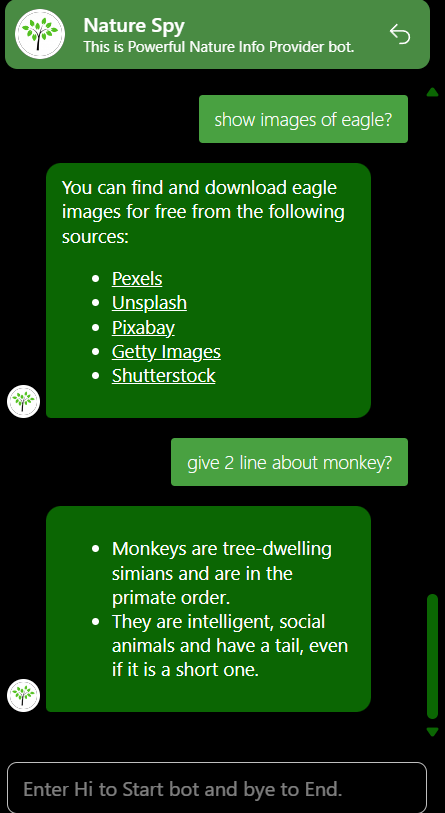 Nature Spy
This is Powerful Nature Info Provider bot.
show images of eagle?
You can find and download eagle
images for free from the following
sources:
Pexels
Unsplash
Pixabay
Getty Images
Shutterstock
give 2 line about monkey?
Monkeys are tree-dwelling
simians and are in the
primate order.
They are intelligent, social
animals and have a tail, even
if it is a short one.
Enter Hi to Start bot and bye to End.